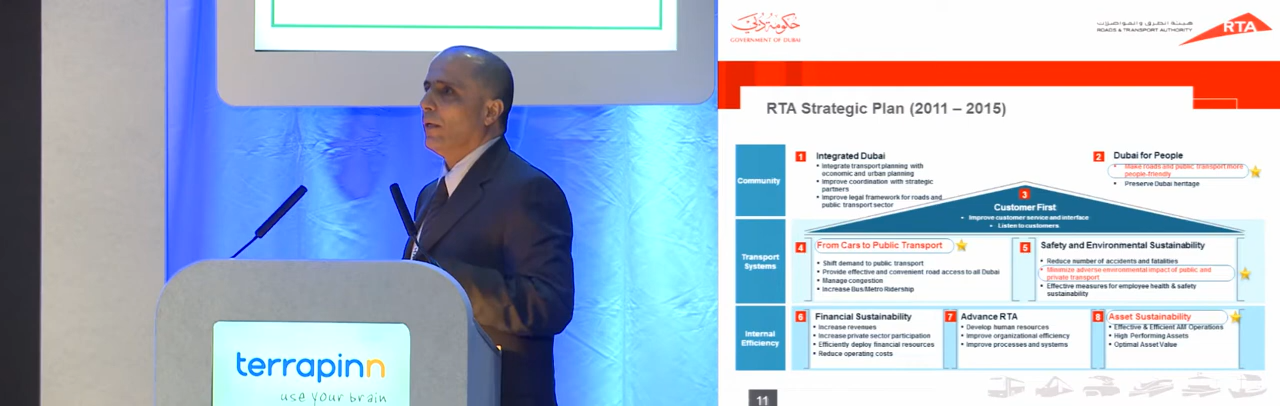 terrapinn
use your brain
حكومة دبي
GOVERNMENT OF DUBAI
هيئة الطرق والمواصلات
ROADS & TRANSPORT AUTHORITY
RTA
RTA Strategic Plan (2011 – 2015)
Community
1
Integrated Dubai
• Integrate transport planning with
economic and urban planning
• Improve coordination with strategic
partners
• Improve legal framework for roads and
public transport sector
2
Dubai for People
• Make roads and public transport more
people-friendly
• Preserve Dubai heritage
3
Customer First
• Improve customer service and interface
• Listen to customers
Transport
Systems
4
From Cars to Public Transport
• Shift demand to public transport
• Provide effective and convenient road access to all Dubai
• Manage congestion
• Increase Bus/Metro Ridership
5
Safety and Environmental Sustainability
• Reduce number of accidents and fatalities
• Minimize adverse environmental impact of public and
private transport
• Effective measures for employee health & safety
sustainability
Internal
Efficiency
6
Financial Sustainability
• Increase revenues
• Increase private sector participation
• Efficiently deploy financial resources
• Reduce operating costs
7
Advance RTA
• Develop human resources
• Improve organizational efficiency
• Improve processes and systems
8
Asset Sustainability
• Effective & Efficient AM Operations
• High Performing Assets
• Optimal Asset Value
11